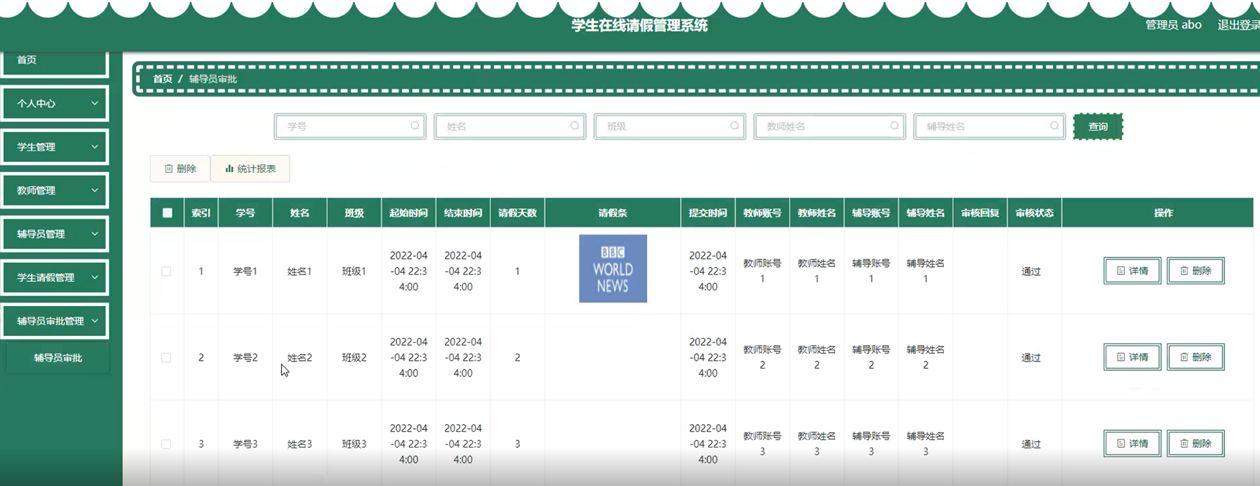 学生在线请假管理系统
管理员 abo 退出登录
首页
个人中心
学生管理
教师管理
辅导员管理
学生请假管理
辅导员审批管理
辅导员审批
首页 / 辅导员审批
学号 姓名 班级 教师姓名 辅导姓名 查询
删除 统计报表
索引 学号 姓名 班级 起始时间 结束时间 请假天数 请假条 提交时间 教师账号 教师姓名 辅导账号 辅导姓名 审核回复 审核状态 操作
1 学号1 姓名1 班级1 2022-04-04 22:34:00 2022-04-04 22:34:00 1 BBC WORLD NEWS 2022-04-04 22:34:00 教师账号1 教师姓名1 辅导账号1 辅导姓名1 通过 详情 删除
2 学号2 姓名2 班级2 2022-04-04 22:34:00 2022-04-04 22:34:00 2 2022-04-04 22:34:00 教师账号2 教师姓名2 辅导账号2 辅导姓名2 通过 详情 删除
3 学号3 姓名3 班级3 2022-04-04 22:34:00 2022-04-04 22:34:00 3 2022-04-04 22:34:00 教师账号3 教师姓名3 辅导账号3 辅导姓名3 通过 详情 删除